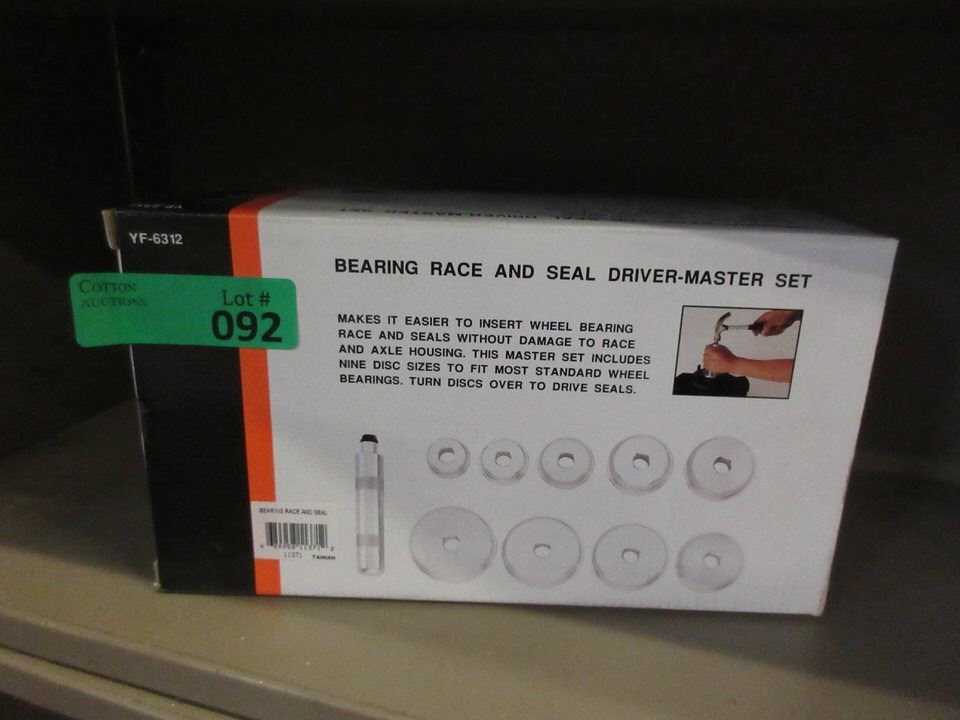 YF-6312
COTTON
AUCTIONS
Lot #
092
BEARING RACE AND SEAL DRIVER-MASTER SET
MAKES IT EASIER TO INSERT WHEEL BEARING
RACE AND SEALS WITHOUT DAMAGE TO RACE
AND AXLE HOUSING. THIS MASTER SET INCLUDES
NINE DISC SIZES TO FIT MOST STANDARD WHEEL
BEARINGS. TURN DISCS OVER TO DRIVE SEALS.
BEARING RACE AND SEAL
11371 TAIWAN